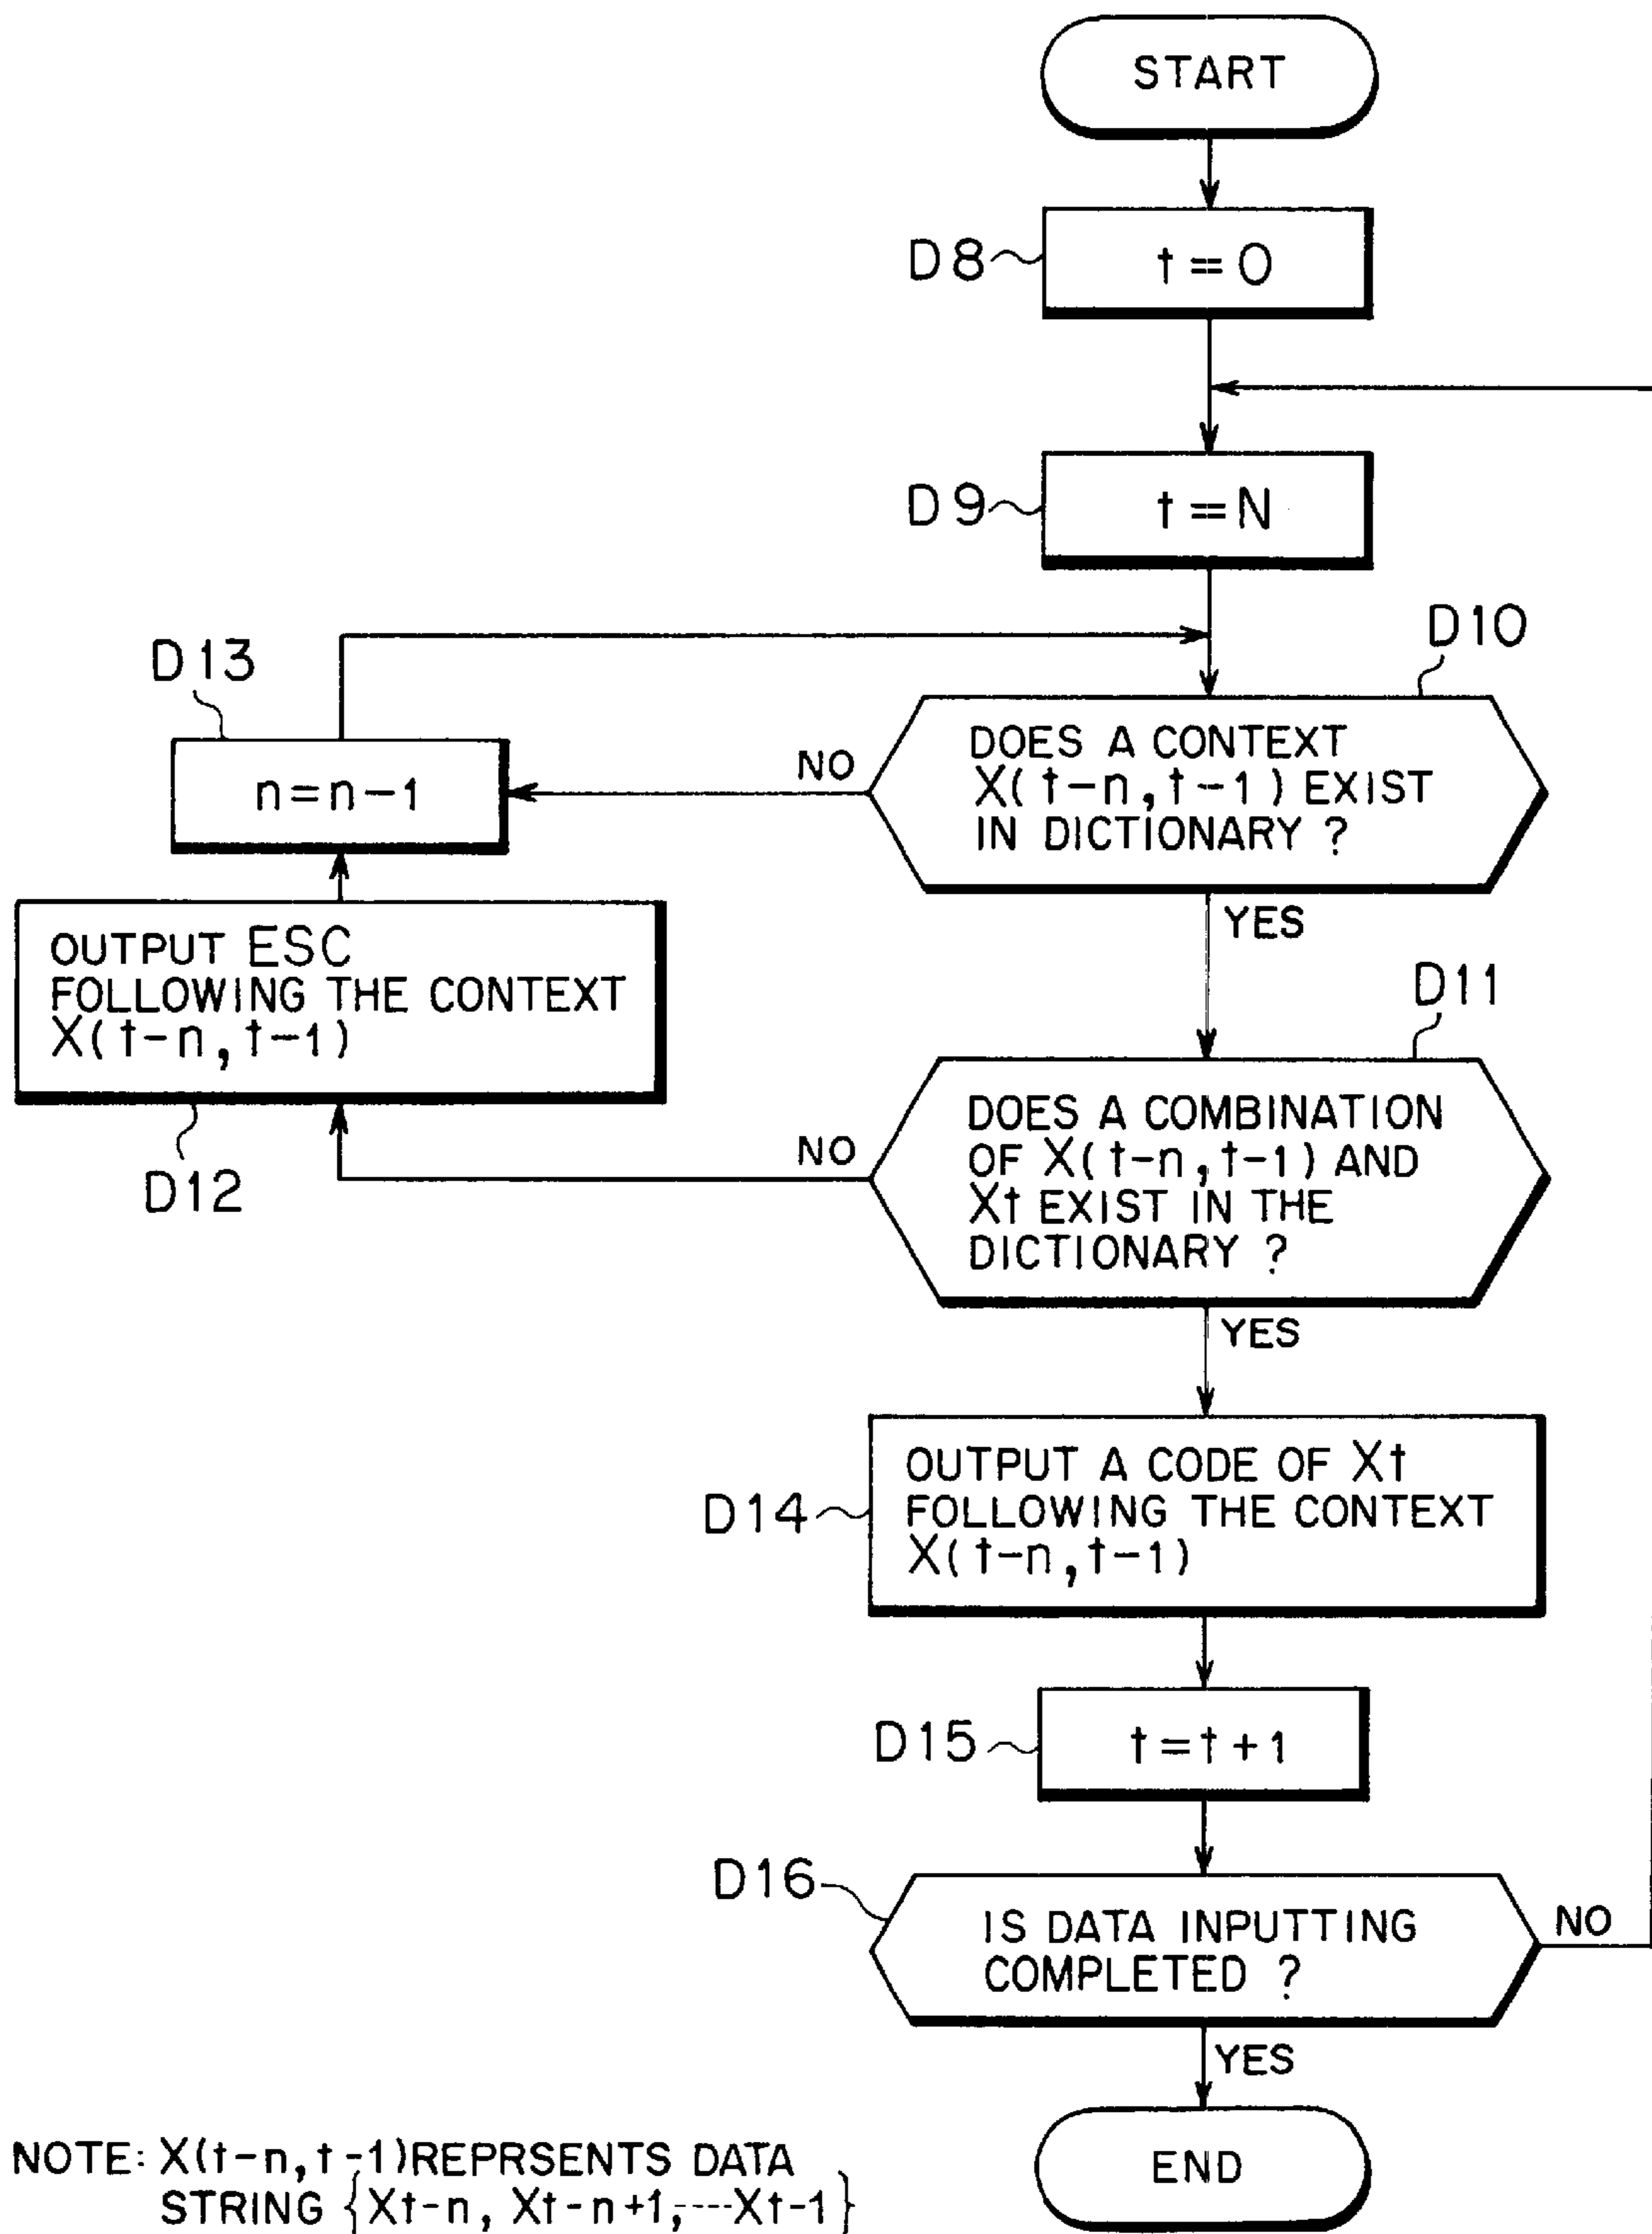 START
D8
t=0
D9
t=N
D10
DOES A CONTEXT
X(t-n,t-1) EXIST
IN DICTIONARY ?
NO
D13
n=n-1
YES
OUTPUT ESC
FOLLOWING THE CONTEXT
X(t-n,t-1)
D12
D11
DOES A COMBINATION
OF X(t-n,t-1) AND
Xt EXIST IN THE
DICTIONARY ?
NO
YES
D14
OUTPUT A CODE OF Xt
FOLLOWING THE CONTEXT
X(t-n,t-1)
D15
t=t+1
D16
IS DATA INPUTTING
COMPLETED ?
NO
YES
END
NOTE: X(t-n,t-1)REPRSENTS DATA
STRING {Xt-n, Xt-n+1,----Xt-1}